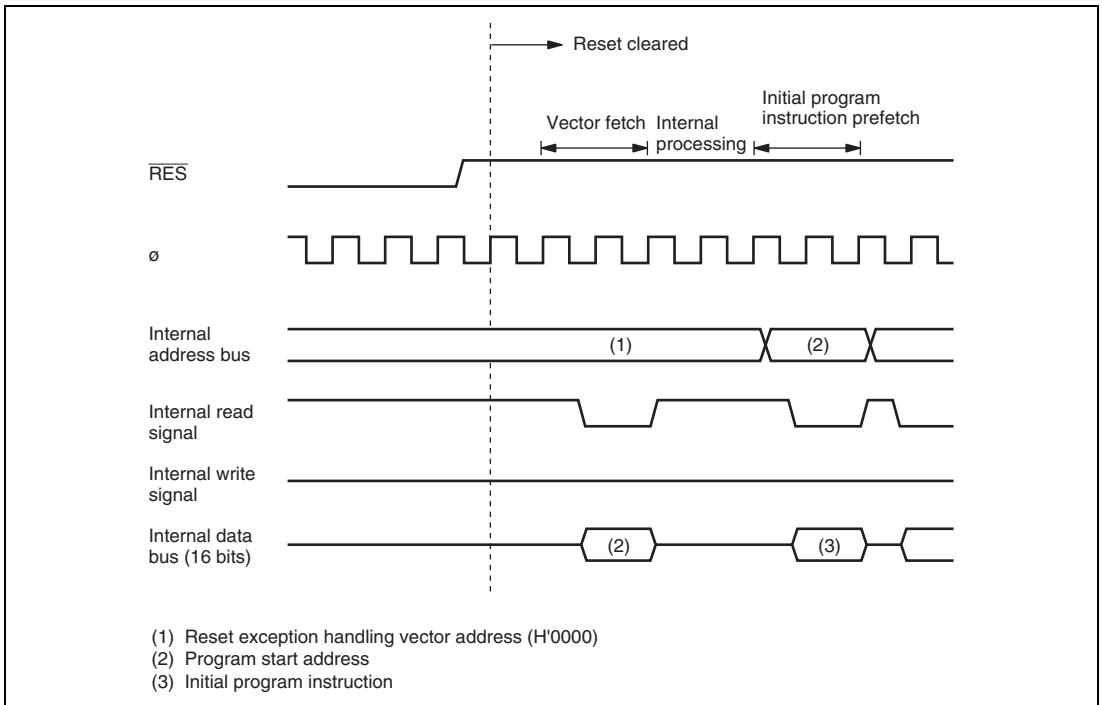 Reset cleared
Initial program
instruction prefetch
Vector fetch
Internal
processing
RES
ø
Internal
address bus
(1)
(2)
Internal read
signal
Internal write
signal
Internal data
bus (16 bits)
(2)
(3)
(1) Reset exception handling vector address (H'0000)
(2) Program start address
(3) Initial program instruction